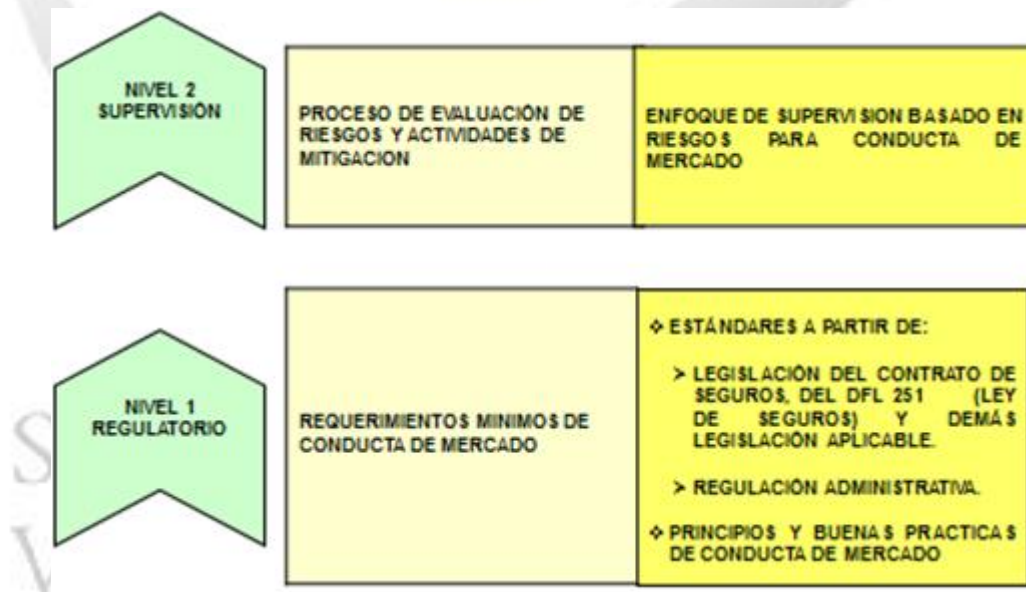 NIVEL 2
SUPERVISIÓN
PROCESO DE EVALUACIÓN DE
RIESGOS Y ACTIVIDADES DE
MITIGACION
ENFOQUE DE SUPERVISION BASADO EN
RIESGOS PARA CONDUCTA DE
MERCADO
NIVEL 1
REGULATORIO
REQUERIMIENTOS MINIMOS DE
CONDUCTA DE MERCADO
❖ ESTÁNDARES A PARTIR DE:
➢ LEGISLACIÓN DEL CONTRATO DE
SEGUROS, DEL DFL 251 (LEY
DE SEGUROS) Y DEMÁS
LEGISLACIÓN APLICABLE.
➢ REGULACIÓN ADMINISTRATIVA.
❖ PRINCIPIOS Y BUENAS PRACTICAS
DE CONDUCTA DE MERCADO
S
V